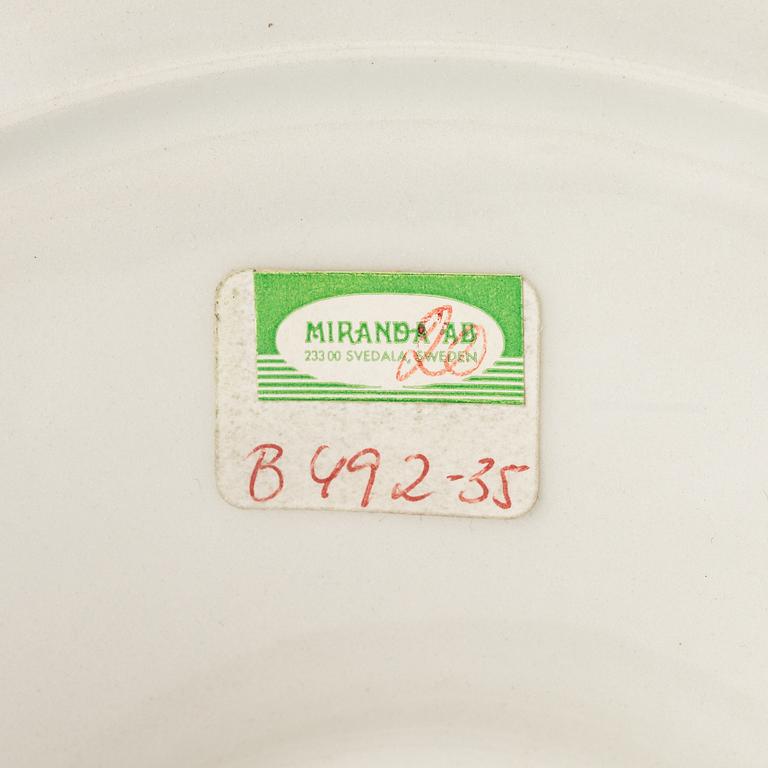 MIRANDA AB
233 00 SVEDALA, SWEDEN
B 492-35